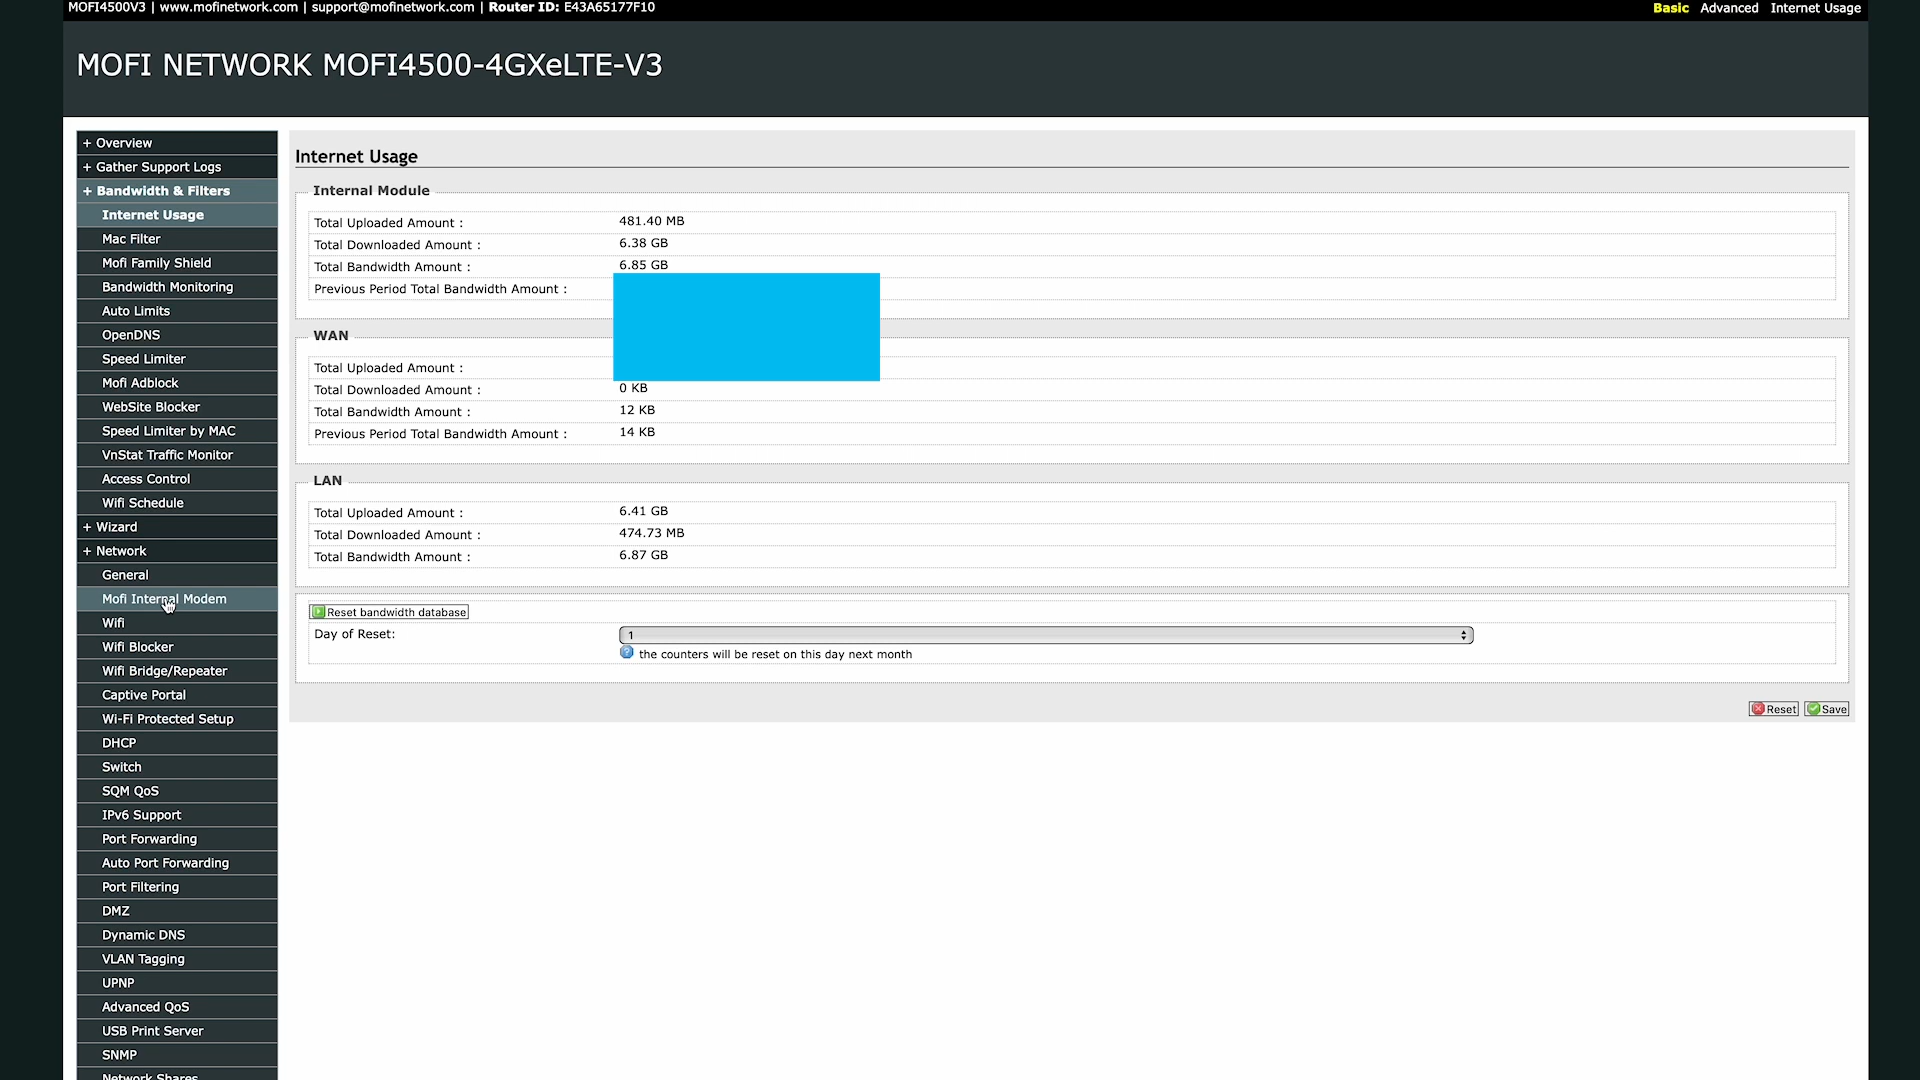 MOFI4500V3 | www.mofinetwork.com | support@mofinetwork.com | Router ID: E43A65177F10
Basic Advanced Internet Usage
MOFI NETWORK MOFI4500-4GXeLTE-V3
+ Overview
+ Gather Support Logs
+ Bandwidth & Filters
Internet Usage
Mac Filter
Mofi Family Shield
Bandwidth Monitoring
Auto Limits
OpenDNS
Speed Limiter
Mofi Adblock
WebSite Blocker
Speed Limiter by MAC
VnStat Traffic Monitor
Access Control
Wifi Schedule
+ Wizard
+ Network
General
Mofi Internal Modem
Wifi
Wifi Blocker
Wifi Bridge/Repeater
Captive Portal
Wi-Fi Protected Setup
DHCP
Switch
SQM QoS
IPv6 Support
Port Forwarding
Auto Port Forwarding
Port Filtering
DMZ
Dynamic DNS
VLAN Tagging
UPNP
Advanced QoS
USB Print Server
SNMP
Network Shares
Internet Usage
Internal Module
Total Uploaded Amount : 481.40 MB
Total Downloaded Amount : 6.38 GB
Total Bandwidth Amount : 6.85 GB
Previous Period Total Bandwidth Amount :
WAN
Total Uploaded Amount :
Total Downloaded Amount : 0 KB
Total Bandwidth Amount : 12 KB
Previous Period Total Bandwidth Amount : 14 KB
LAN
Total Uploaded Amount : 6.41 GB
Total Downloaded Amount : 474.73 MB
Total Bandwidth Amount : 6.87 GB
Reset bandwidth database
Day of Reset: 1
the counters will be reset on this day next month
Reset Save